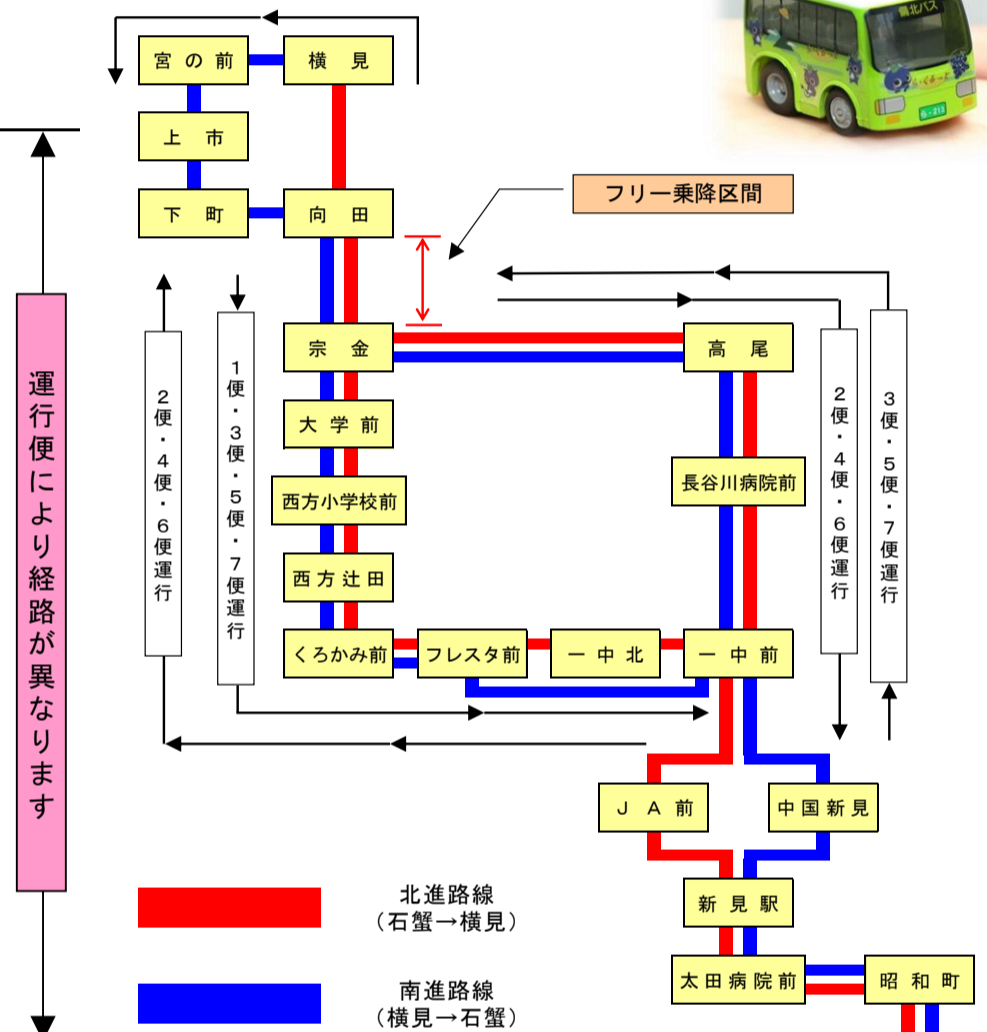 備北バス
宮の前
横見
上市
下町
向田
フリー乗降区間
宗金
高尾
大学前
長谷川病院前
西方小学校前
西方辻田
くろかみ前
フレスタ前
一中北
一中前
JA前
中国新見
新見駅
太田病院前
昭和町
運行便により経路が異なります
2便・4便・6便運行
1便・3便・5便・7便運行
2便・4便・6便運行
3便・5便・7便運行
北進路線
（石蟹→横見）
南進路線
（横見→石蟹）